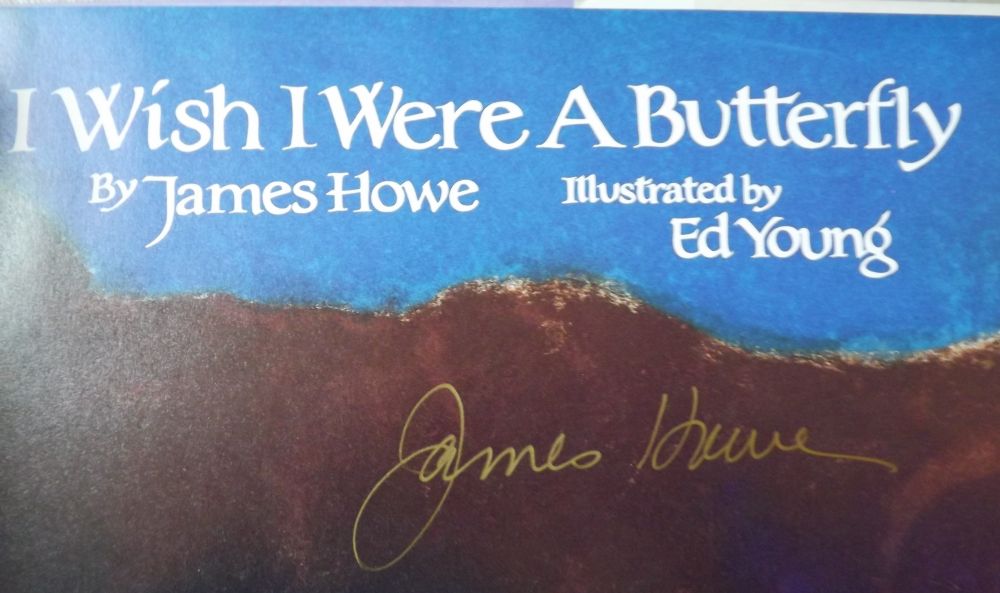 I Wish I Were A Butterfly
By James Howe
Illustrated by
Ed Young
James Howe